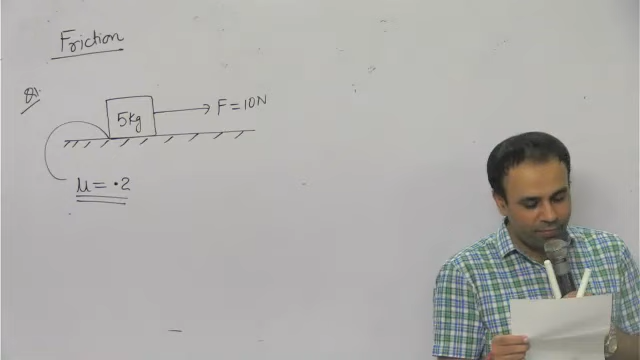 Friction
Q)
5kg
F = 10N
μ = .2